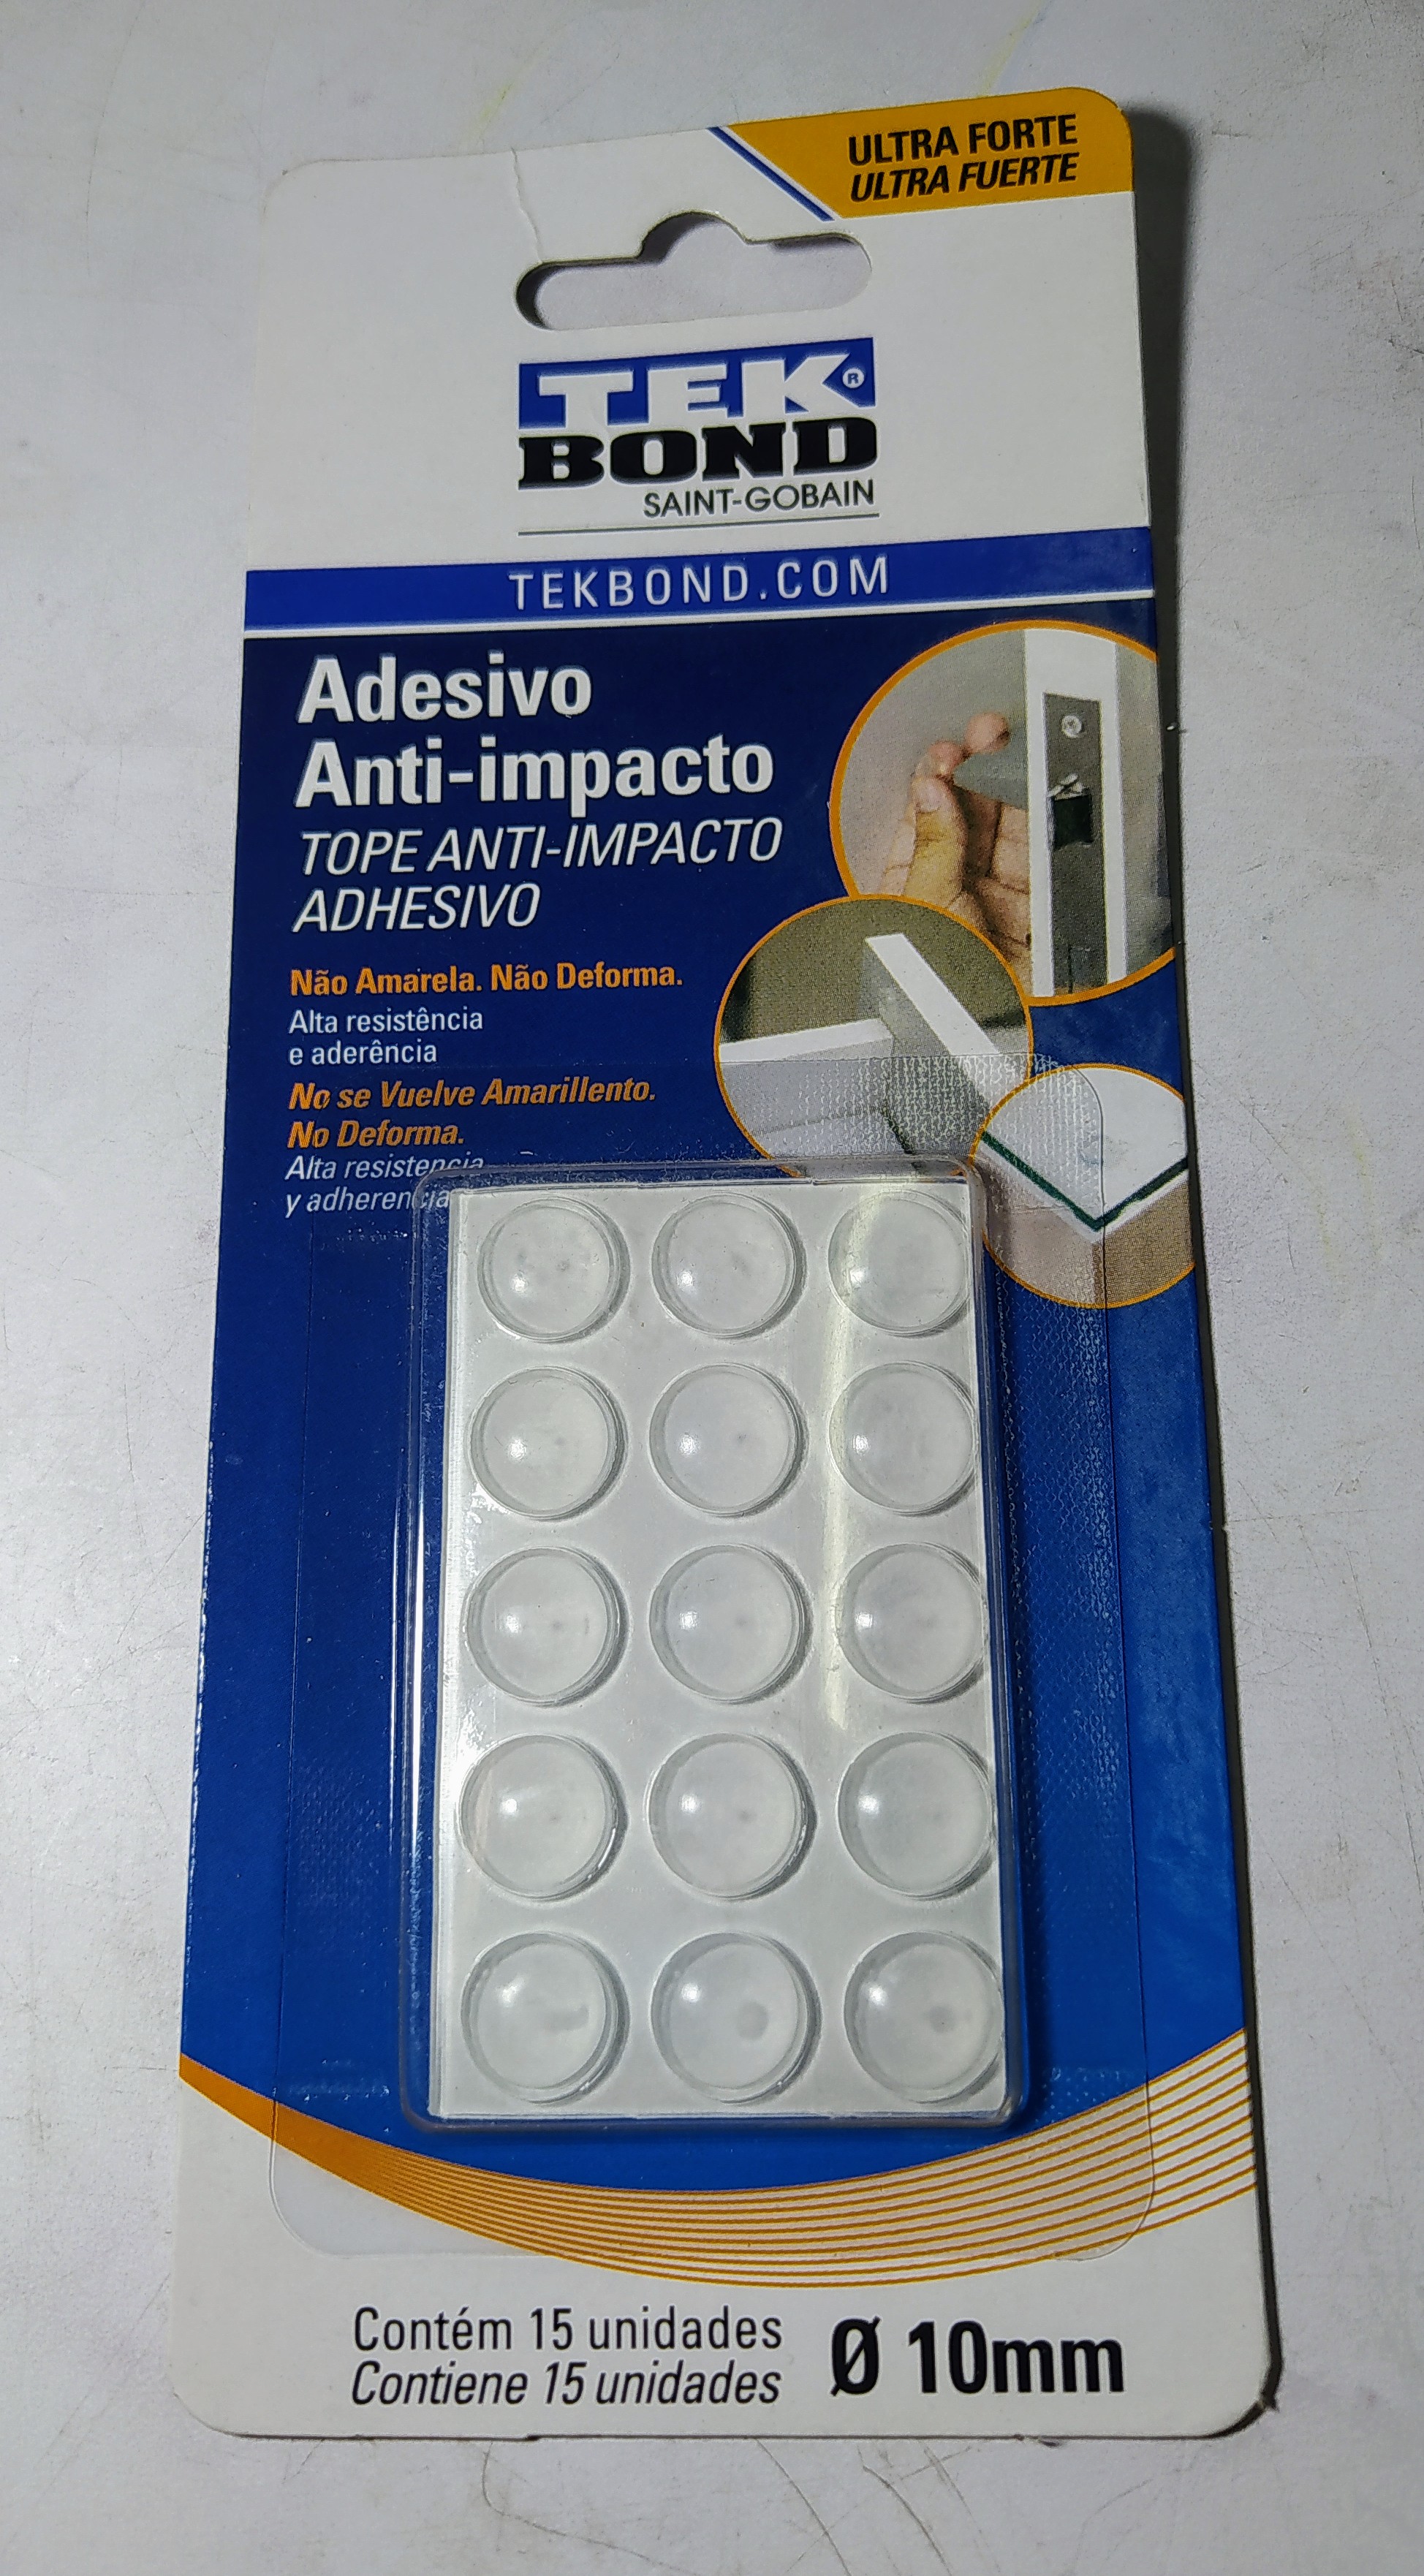 ULTRA FORTE
ULTRA FUERTE
TEK®
BOND
SAINT-GOBAIN
TEKBOND.COM
Adesivo
Anti-impacto
TOPE ANTI-IMPACTO
ADHESIVO
Não Amarela. Não Deforma.
Alta resistência
e aderência
No se Vuelve Amarillento.
No Deforma.
Alta resistencia
y adherencia
Contém 15 unidades
Contiene 15 unidades
Ø 10mm